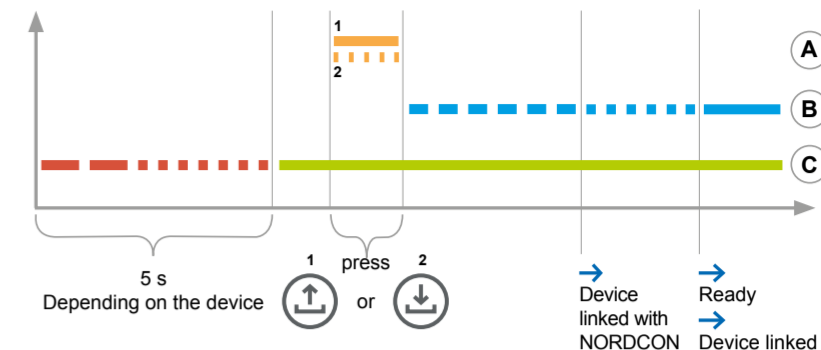 1
2
A
B
C
5 s
Depending on the device
1
press
2
or
Device
linked with
NORDCON
Ready
Device linked